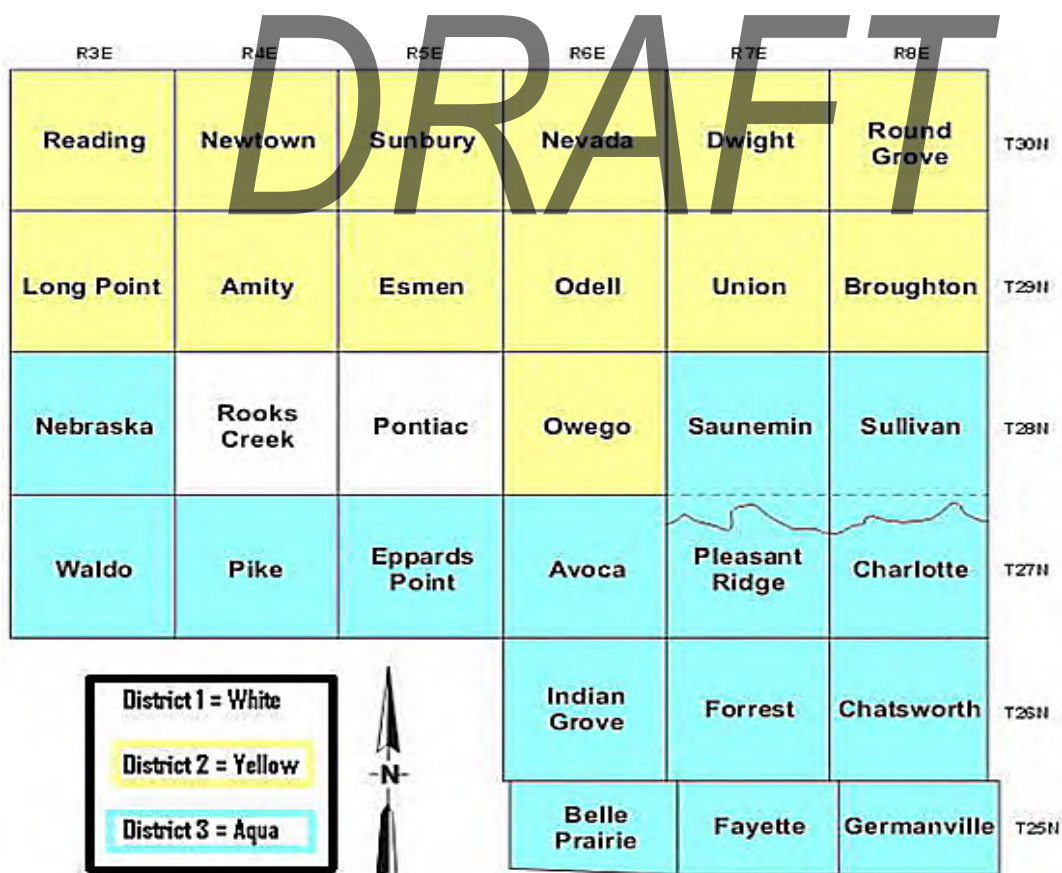 DRAFT
R3E R4E R5E R6E R7E R8E
Reading Newtown Sunbury Nevada Dwight Round Grove T30N
Long Point Amity Esmen Odell Union Broughton T29N
Nebraska Rooks Creek Pontiac Owego Saunemin Sullivan T28N
Waldo Pike Eppards Point Avoca Pleasant Ridge Charlotte T27N
Indian Grove Forrest Chatsworth T26N
Belle Prairie Fayette Germanville T25N
District 1 = White
District 2 = Yellow
District 3 = Aqua
N